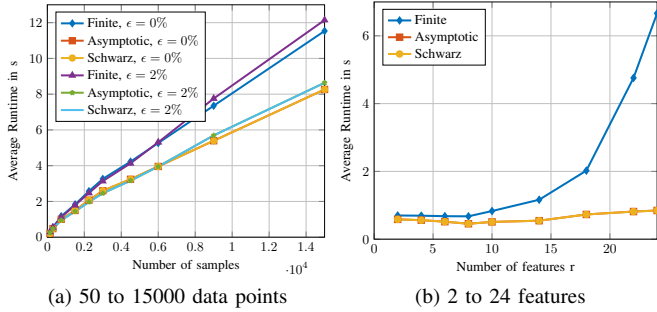 Finite, ϵ = 0%
Asymptotic, ϵ = 0%
Schwarz, ϵ = 0%
Finite, ϵ = 2%
Asymptotic, ϵ = 2%
Schwarz, ϵ = 2%
Average Runtime in s
12
10
8
6
4
2
0
0 0.2 0.4 0.6 0.8 1 1.2 1.4
·10⁴
Number of samples
(a) 50 to 15000 data points
Finite
Asymptotic
Schwarz
Average Runtime in s
6
4
2
0
0 5 10 15 20
Number of features r
(b) 2 to 24 features